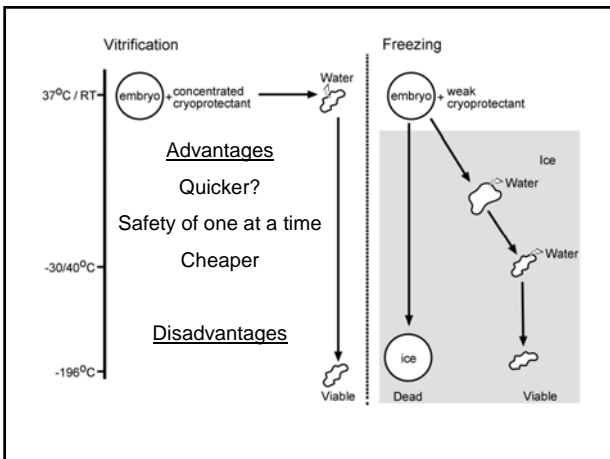 Vitrification
Freezing
37°C / RT
embryo
+ concentrated
cryoprotectant
Water
embryo
+ weak
cryoprotectant
Advantages
Quicker?
Safety of one at a time
Cheaper
Ice
Water
Water
-30/40°C
Disadvantages
-196°C
Viable
ice
Dead
Viable